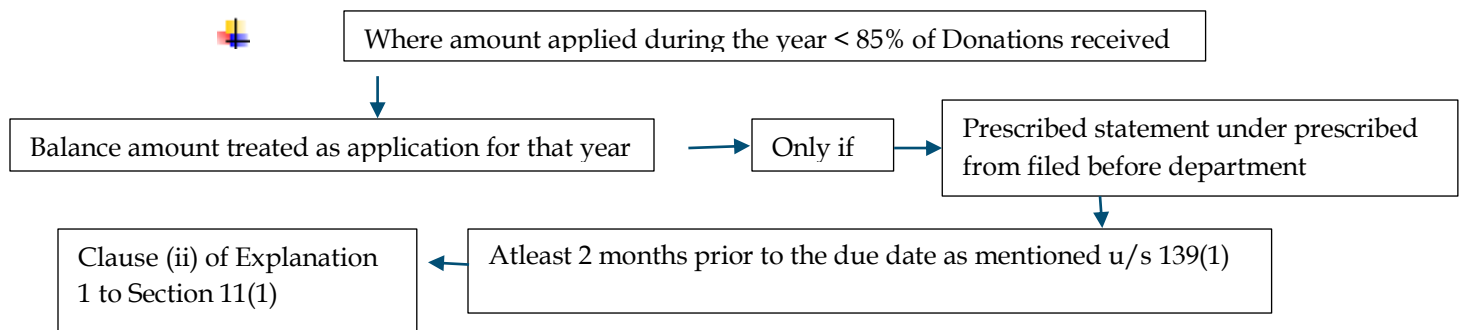 Where amount applied during the year < 85% of Donations received
Balance amount treated as application for that year
Only if
Prescribed statement under prescribed
from filed before department
Atleast 2 months prior to the due date as mentioned u/s 139(1)
Clause (ii) of Explanation
1 to Section 11(1)